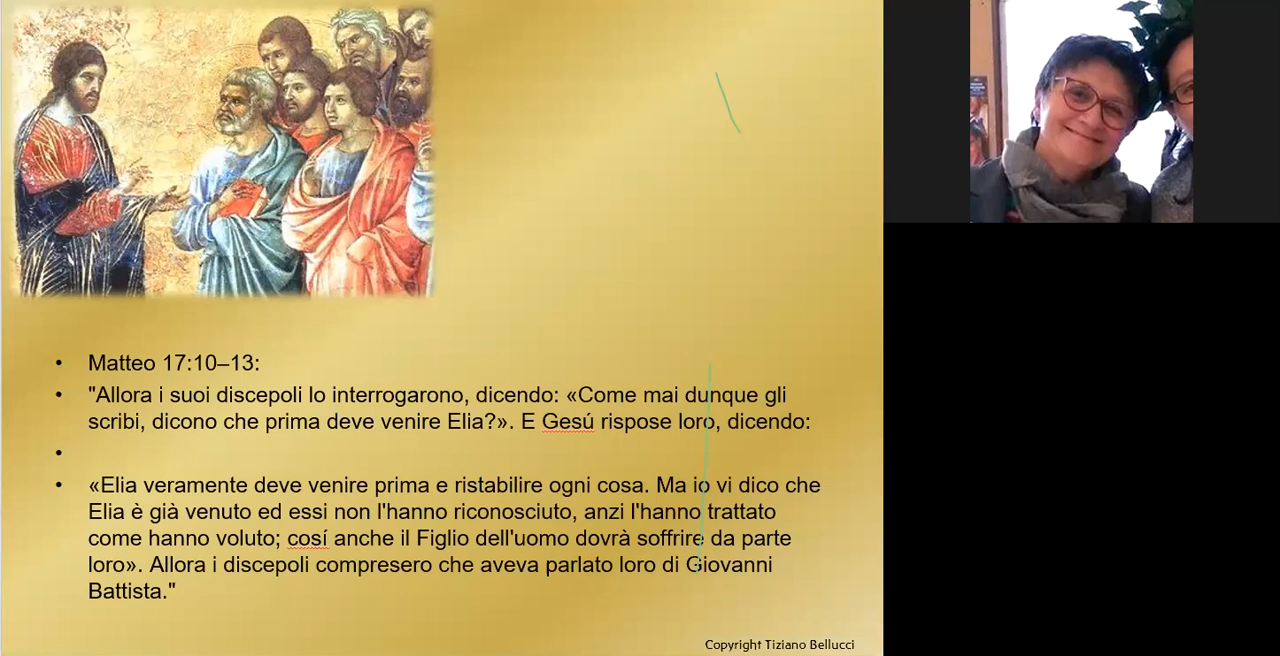 • Matteo 17:10–13:
• "Allora i suoi discepoli lo interrogarono, dicendo: «Come mai dunque gli
scribi, dicono che prima deve venire Elia?». E Gesú rispose loro, dicendo:
•
• «Elia veramente deve venire prima e ristabilire ogni cosa. Ma io vi dico che
Elia è già venuto ed essi non l'hanno riconosciuto, anzi l'hanno trattato
come hanno voluto; cosí anche il Figlio dell'uomo dovrà soffrire da parte
loro». Allora i discepoli compresero che aveva parlato loro di Giovanni
Battista."
Copyright Tiziano Bellucci